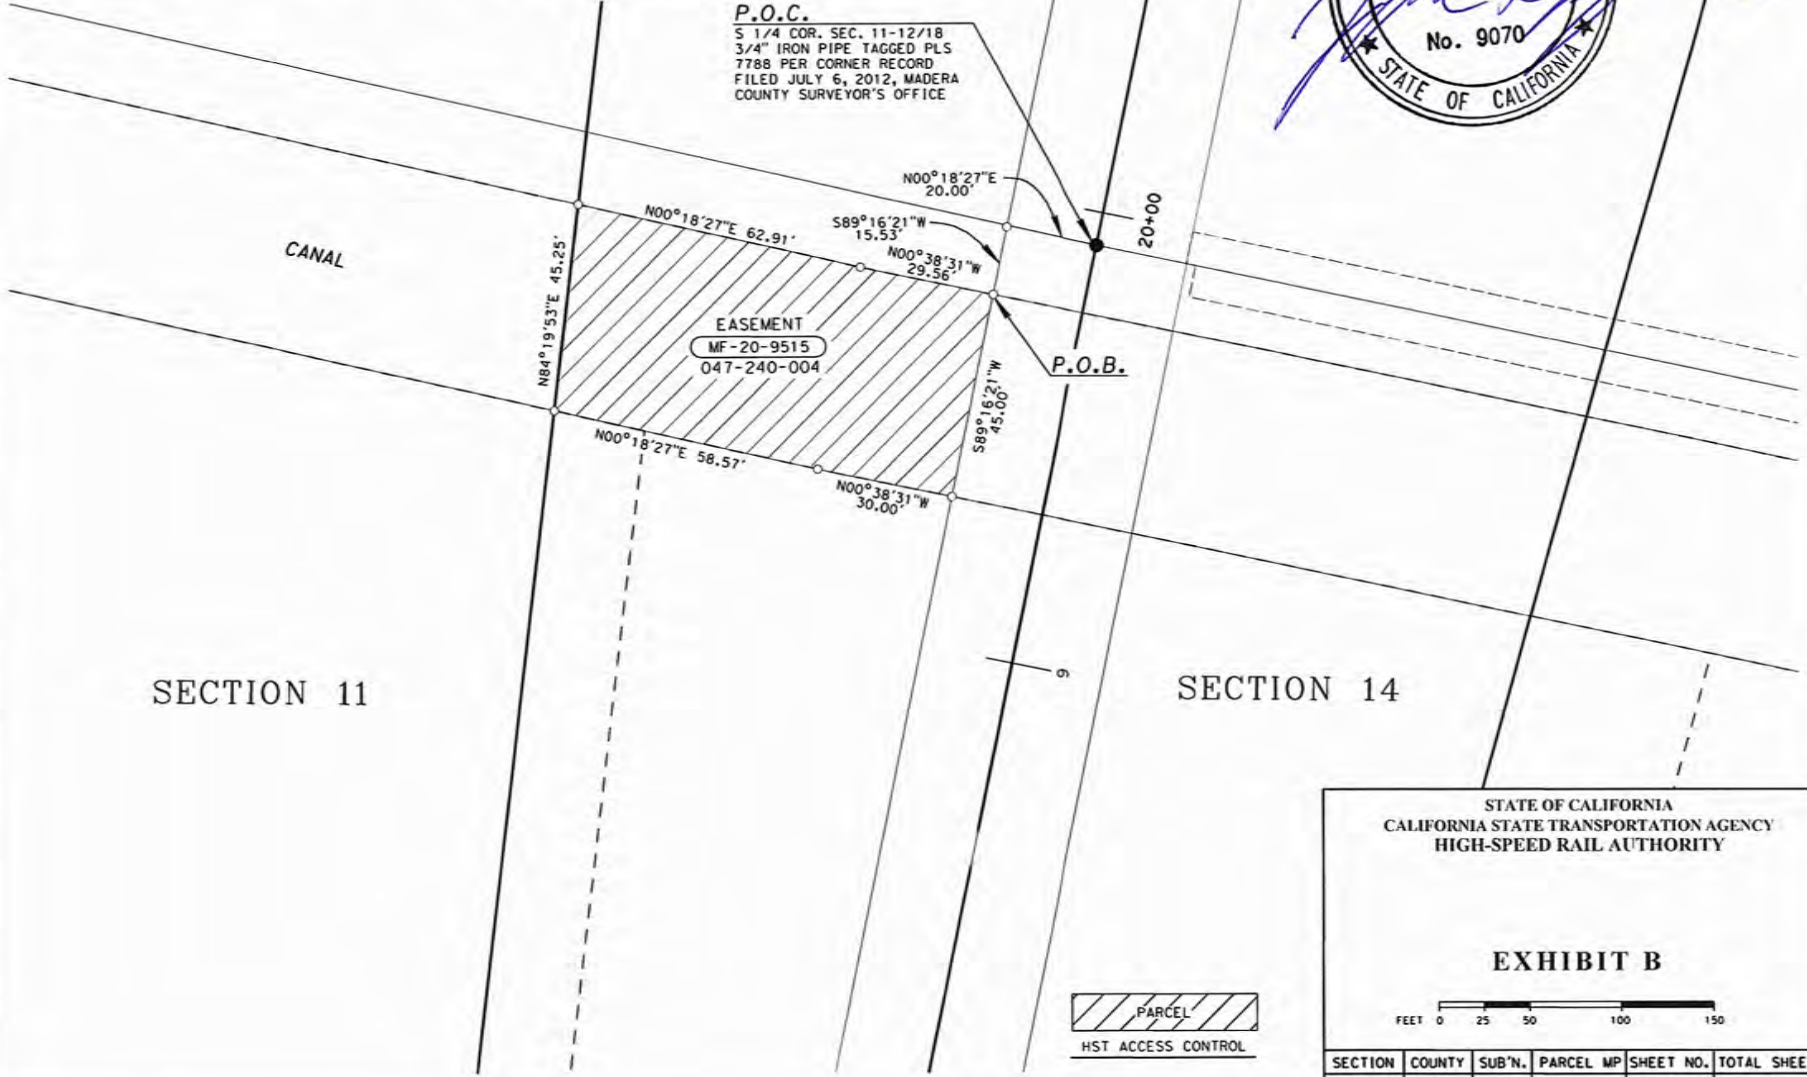 P.O.C.
S 1/4 COR. SEC. 11-12/18
3/4" IRON PIPE TAGGED PLS
7788 PER CORNER RECORD
FILED JULY 6, 2012, MADERA
COUNTY SURVEYOR'S OFFICE
No. 9070
STATE OF CALIFORNIA
N00°18'27"E
20.00'
S89°16'21"W
15.53'
N00°18'27"E 62.91'
N00°38'31"W
29.56'
20+00
CANAL
N84°19'53"E 45.25'
EASEMENT
MF-20-9515
047-240-004
P.O.B.
S89°16'21"W
45.00'
N00°18'27"E 58.57'
N00°38'31"W
30.00'
9
SECTION 11
SECTION 14
STATE OF CALIFORNIA
CALIFORNIA STATE TRANSPORTATION AGENCY
HIGH-SPEED RAIL AUTHORITY
EXHIBIT B
FEET 0 25 50 100 150
PARCEL
HST ACCESS CONTROL
SECTION COUNTY SUB'N. PARCEL MP SHEET NO. TOTAL SHEE